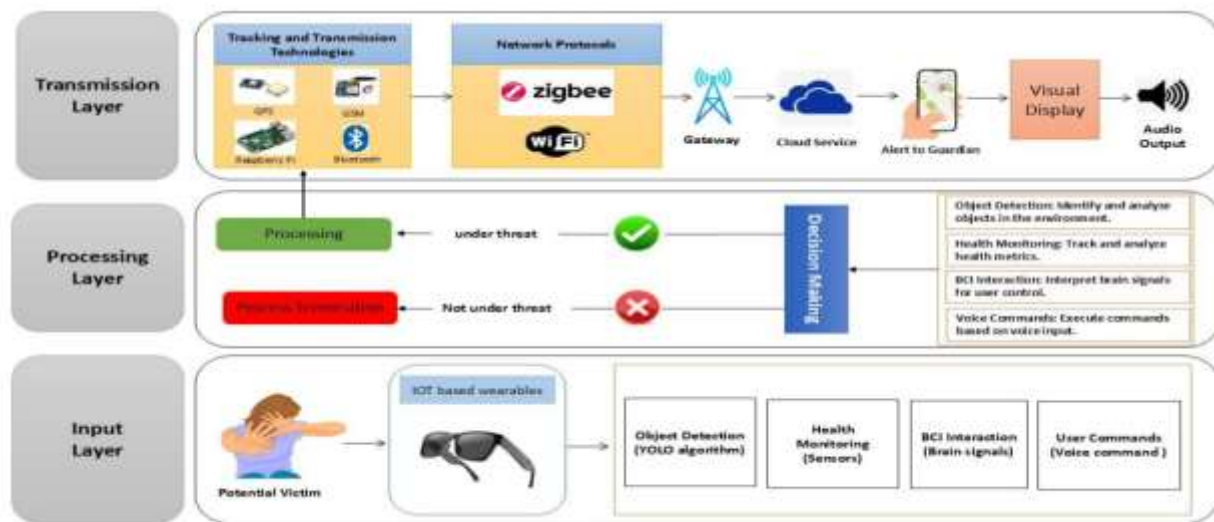 Transmission
Layer
Tracking and Transmission
Technologies
GPS
GSM
Raspberry Pi
Bluetooth
Network Protocols
zigbee
WiFi
Gateway
Cloud Service
Alert to Guardian
Visual
Display
Audio
Output
Processing
Layer
Processing
under threat
Process Termination
Not under threat
Decision Making
Object Detection: Identify and analyse
objects in the environment.
Health Monitoring: Track and analyze
health metrics.
BCI Interaction: Interpret brain signals
for user control.
Voice Commands: Execute commands
based on voice input.
Input
Layer
Potential Victim
IOT based wearables
Object Detection
(YOLO algorithm)
Health
Monitoring
(Sensors)
BCI Interaction
(Brain signals)
User Commands
(Voice command )